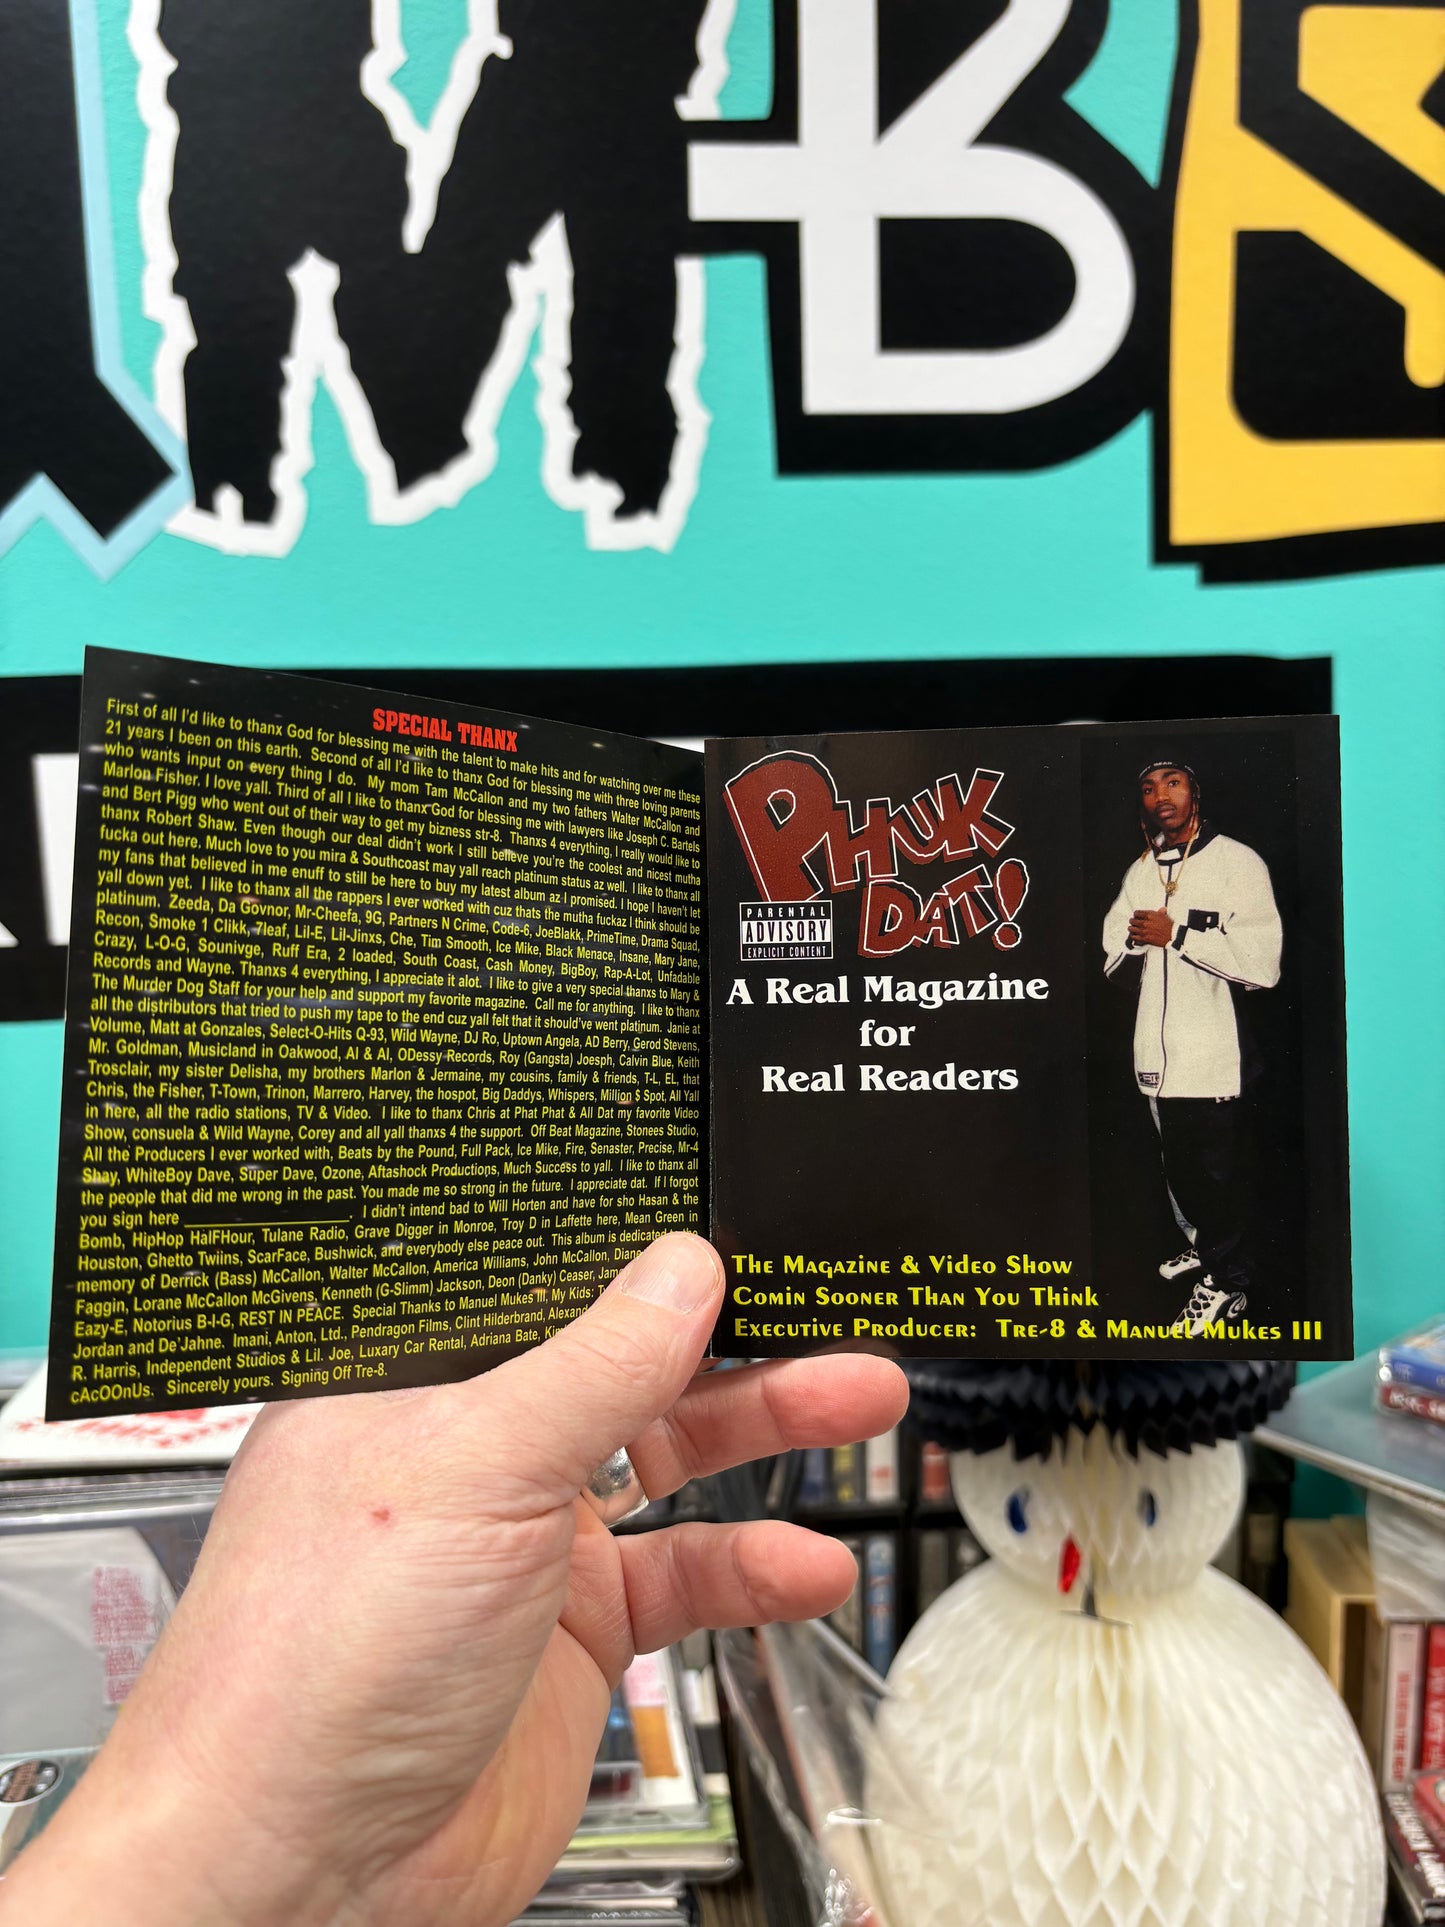 SPECIAL THANX
First of all I'd like to thanx God for blessing me with the talent to make hits and for watching over me these
21 years I been on this earth. Second of all I'd like to thanx God for blessing me with three loving parents
who wants input on every thing I do. My mom Tam McCallon and my two fathers Walter McCallon and
Marlon Fisher. I love yall. Third of all I like to thanx God for blessing me with lawyers like Joseph C. Bartels
and Bert Pigg who went out of their way to get my bizness str-8. Thanxs 4 everything, I really would like to
thanx Robert Shaw. Even though our deal didn't work I still believe you're the coolest and nicest mutha
fucka out here. Much love to you mira & Southcoast may yall reach platinum status az well. I like to thanx all
my fans that believed in me enuff to still be here to buy my latest album az I promised. I hope I haven't let
yall down yet. I like to thanx all the rappers I ever worked with cuz thats the mutha fuckaz I think should be
platinum. Zeeda, Da Govnor, Mr-Cheefa, 9G, Partners N Crime, Code-6, JoeBlakk, PrimeTime, Drama Squad,
Recon, Smoke 1 Clikk, 7leaf, Lil-E, Lil-Jinxs, Che, Tim Smooth, Ice Mike, Black Menace, Insane, Mary Jane,
Crazy, L-O-G, Sounivge, Ruff Era, 2 loaded, South Coast, Cash Money, BigBoy, Rap-A-Lot, Unfadable
Records and Wayne. Thanxs 4 everything, I appreciate it alot. I like to give a very special thanxs to Mary &
The Murder Dog Staff for your help and support my favorite magazine. Call me for anything. I like to thanx
all the distributors that tried to push my tape to the end cuz yall felt that it should've went platinum. Janie at
Volume, Matt at Gonzales, Select-O-Hits Q-93, Wild Wayne, DJ Ro, Uptown Angela, AD Berry, Gerod Stevens,
Mr. Goldman, Musicland in Oakwood, Al & Al, ODessy Records, Roy (Gangsta) Joesph, Calvin Blue, Keith
Trosclair, my sister Delisha, my brothers Marlon & Jermaine, my cousins, family & friends, T-L, EL, that
Chris, the Fisher, T-Town, Trinon, Marrero, Harvey, the hospot, Big Daddys, Whispers, Million $ Spot, All Yall
in here, all the radio stations, TV & Video. I like to thanx Chris at Phat Phat & All Dat my favorite Video
Show, consuela & Wild Wayne, Corey and all yall thanxs 4 the support. Off Beat Magazine, Stonees Studio,
All the Producers I ever worked with, Beats by the Pound, Full Pack, Ice Mike, Fire, Senaster, Precise, Mr-4
Shay, WhiteBoy Dave, Super Dave, Ozone, Aftashock Productions, Much Success to yall. I like to thanx all
the people that did me wrong in the past. You made me so strong in the future. I appreciate dat. If I forgot
you sign here ____________________. I didn't intend bad to Will Horten and have for sho Hasan & the
Bomb, HipHop HalFHour, Tulane Radio, Grave Digger in Monroe, Troy D in Laffette here, Mean Green in
Houston, Ghetto Twiins, ScarFace, Bushwick, and everybody else peace out. This album is dedicated to the
memory of Derrick (Bass) McCallon, Walter McCallon, America Williams, John McCallon,
Faggin, Lorane McCallon McGivens, Kenneth (G-Slimm) Jackson, Deon (Danky) Ceaser,
Eazy-E, Notorius B-I-G, REST IN PEACE. Special Thanks to Manuel Mukes III, My Kids:
Jordan and De'Jahne. Imani, Anton, Ltd., Pendragon Films, Clint Hilderbrand,
R. Harris, Independent Studios & Lil. Joe, Luxary Car Rental, Adriana Bate,
cAcOOnUs. Sincerely yours. Signing Off Tre-8.
PHUK
DAT!
PARENTAL
ADVISORY
EXPLICIT CONTENT
A Real Magazine
for
Real Readers
The Magazine & Video Show
Comin Sooner Than You Think
Executive Producer: Tre-8 & Manuel Mukes III